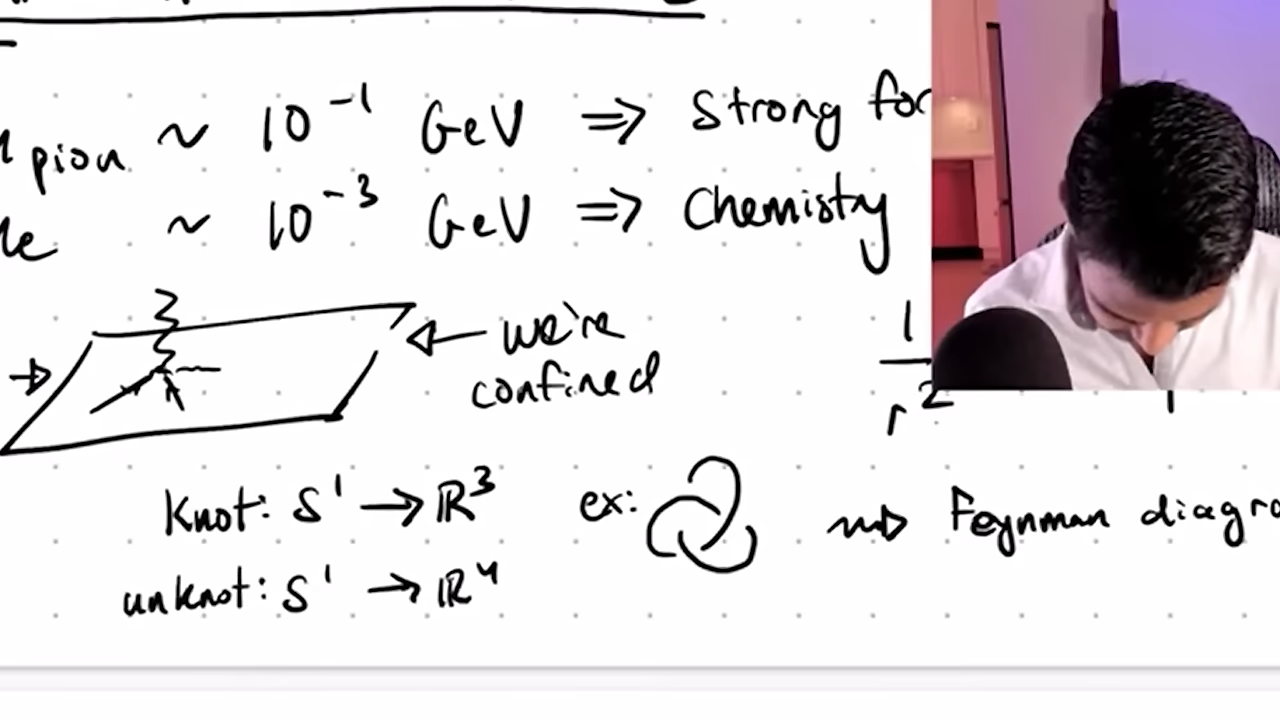 pion ~ 10⁻¹ GeV ⇒ Strong for
~ 10⁻³ GeV ⇒ Chemistry
we're
confined
1
r²
Knot: S¹ → ℝ³ ex: ⇝ Feynman diagra
unknot: S¹ → ℝ⁴